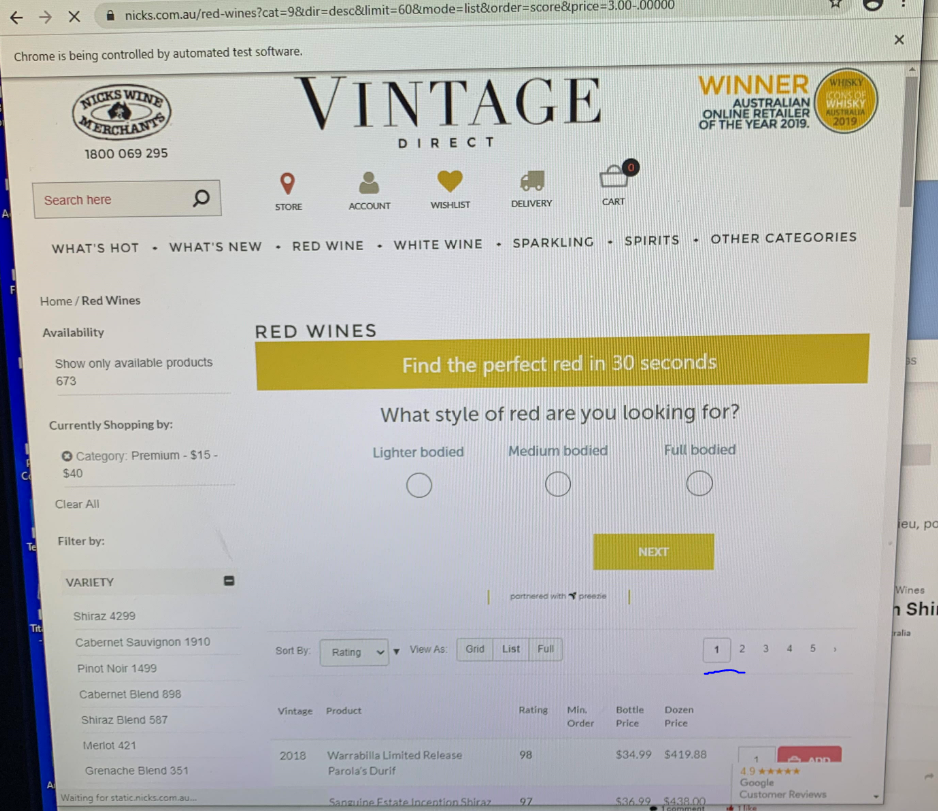 nicks.com.au/red-wines?cat=9&dir=desc&limit=60&mode=list&order=score&price=3.00-.00000
Chrome is being controlled by automated test software.
NICKS WINE
MERCHANTS
1800 069 295
VINTAGE
DIRECT
WINNER
AUSTRALIAN
ONLINE RETAILER
OF THE YEAR 2019.
WHISKY
ICONS OF
WHISKY
AUSTRALIA
2019
Search here
STORE
ACCOUNT
WISHLIST
DELIVERY
0
CART
WHAT'S HOT • WHAT'S NEW • RED WINE • WHITE WINE • SPARKLING • SPIRITS • OTHER CATEGORIES
Home / Red Wines
Availability
Show only available products
673
Currently Shopping by:
Category: Premium - $15 -
$40
Clear All
Filter by:
VARIETY
Shiraz 4299
Cabernet Sauvignon 1910
Pinot Noir 1499
Cabernet Blend 898
Shiraz Blend 587
Merlot 421
Grenache Blend 351
Waiting for static.nicks.com.au...
RED WINES
Find the perfect red in 30 seconds
What style of red are you looking for?
Lighter bodied Medium bodied Full bodied
NEXT
partnered with preezie
Sort By: Rating View As: Grid List Full 1 2 3 4 5 ›
Vintage Product Rating Min. Order Bottle Price Dozen Price
2018 Warrabilla Limited Release 98 $34.99 $419.88 1 ADD
Parola's Durif
Sanguine Estate Inception Shiraz 97 $36.99 $438.00
4.9 ★★★★★
Google
Customer Reviews
1 comment 1 like
ieu, po
Wines
n Shi
ralia